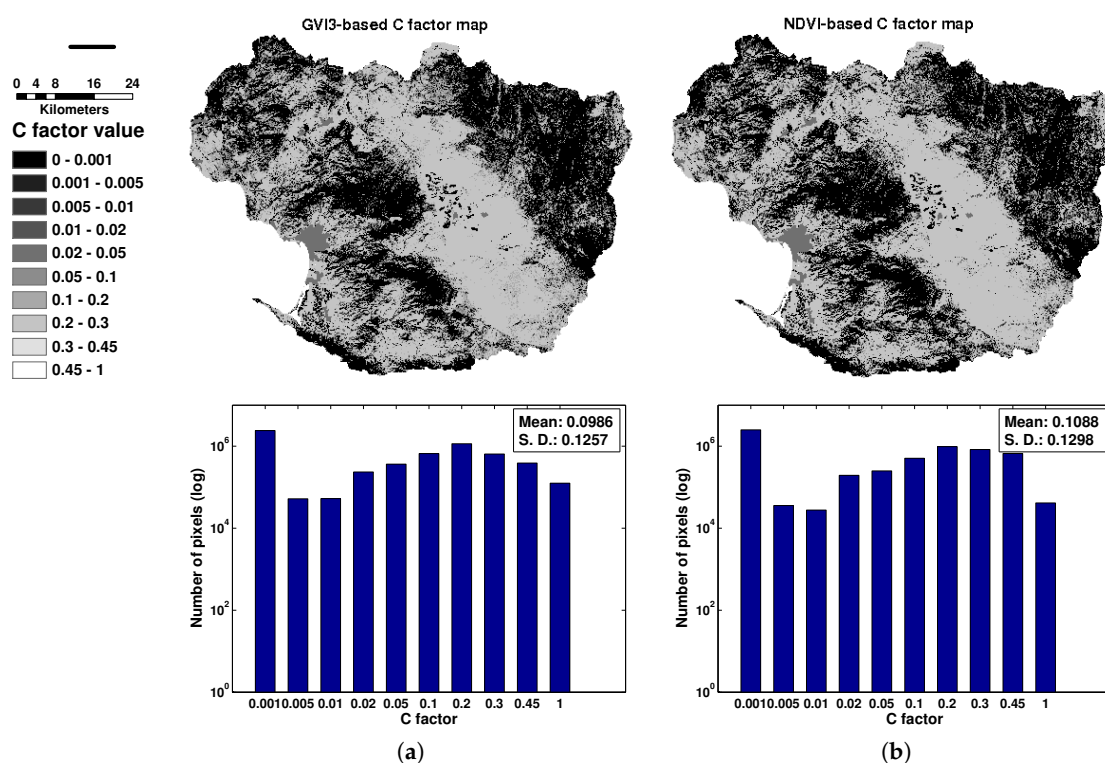 GVI3-based C factor map
NDVI-based C factor map
0 4 8 16 24
Kilometers
C factor value
0 - 0.001
0.001 - 0.005
0.005 - 0.01
0.01 - 0.02
0.02 - 0.05
0.05 - 0.1
0.1 - 0.2
0.2 - 0.3
0.3 - 0.45
0.45 - 1
Mean: 0.0986
S. D.: 0.1257
Number of pixels (log)
10^6
10^4
10^2
10^0
0.001 0.005 0.01 0.02 0.05 0.1 0.2 0.3 0.45 1
C factor
(a)
Mean: 0.1088
S. D.: 0.1298
Number of pixels (log)
10^6
10^4
10^2
10^0
0.001 0.005 0.01 0.02 0.05 0.1 0.2 0.3 0.45 1
C factor
(b)